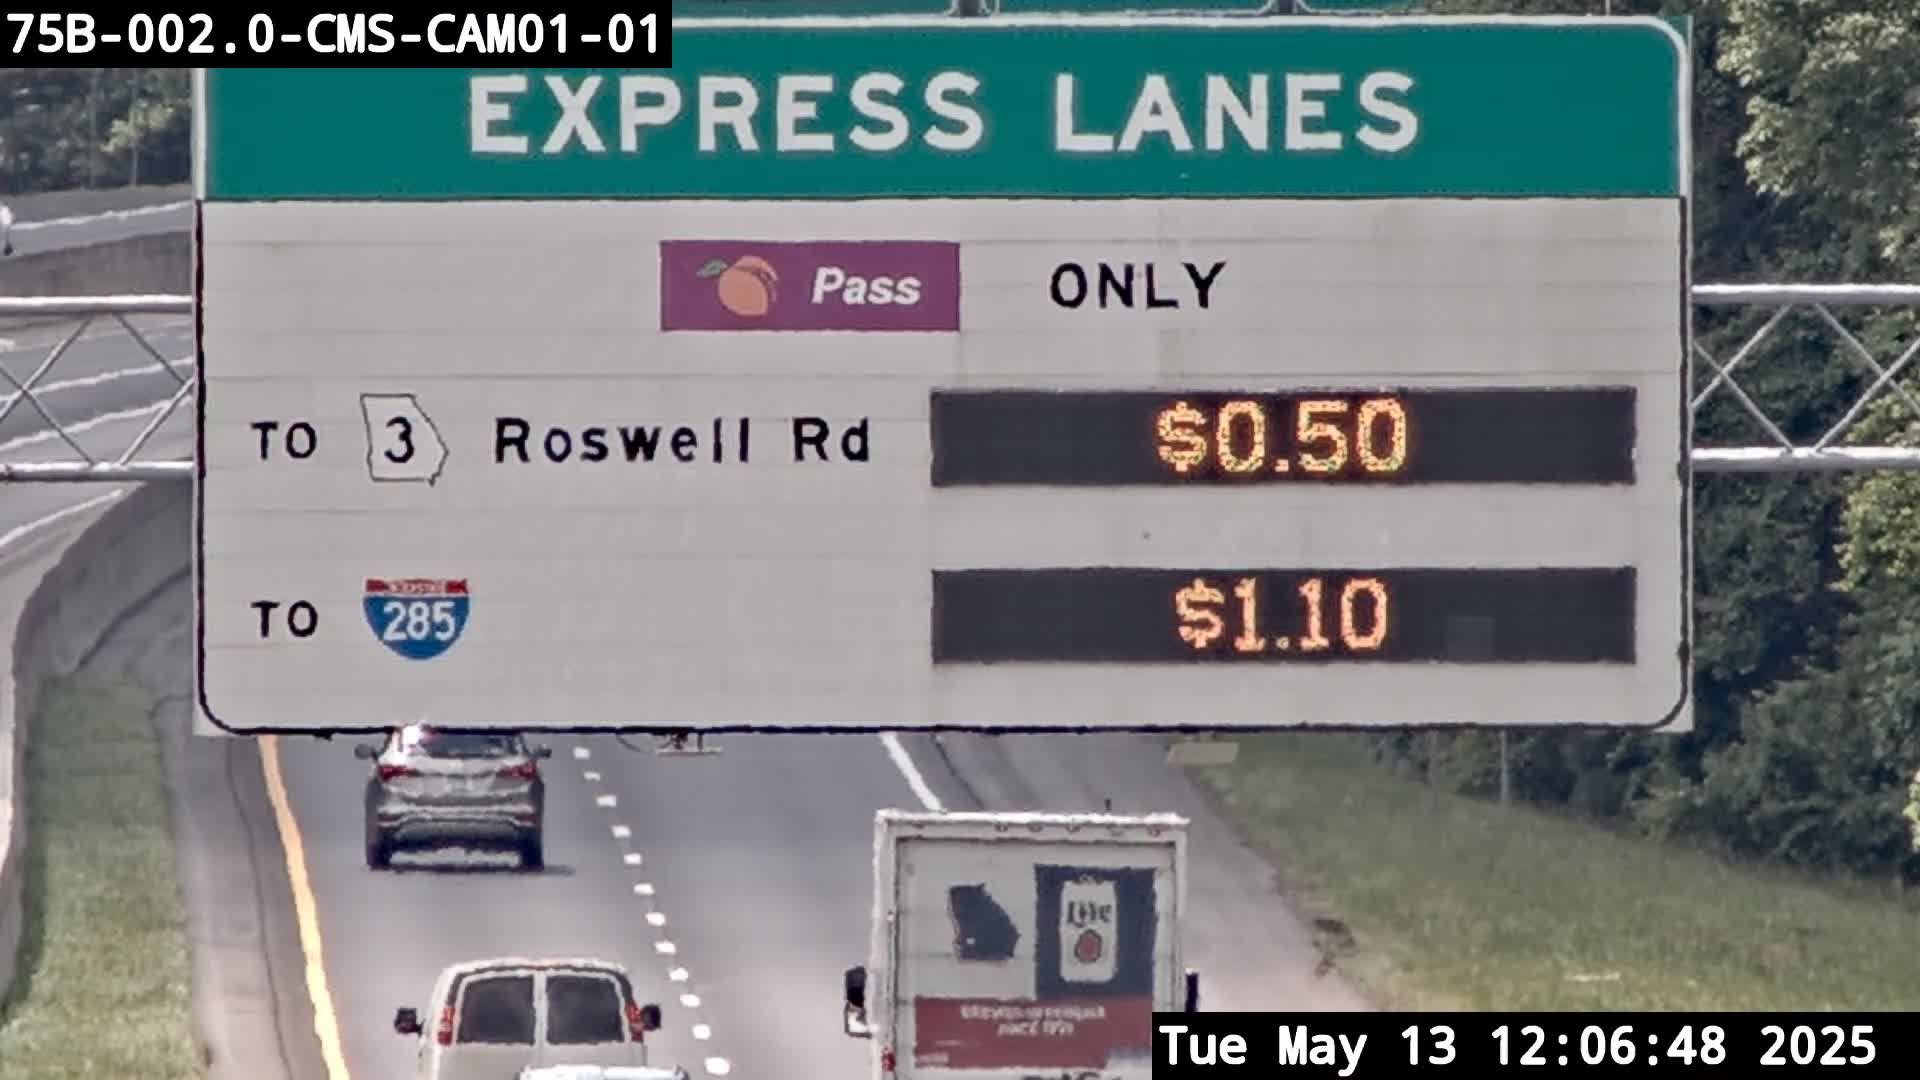 75B-002.0-CMS-CAM01-01
EXPRESS LANES
Pass ONLY
TO 3 Roswell Rd $0.50
TO 285 $1.10
Lite
Tue May 13 12:06:48 2025